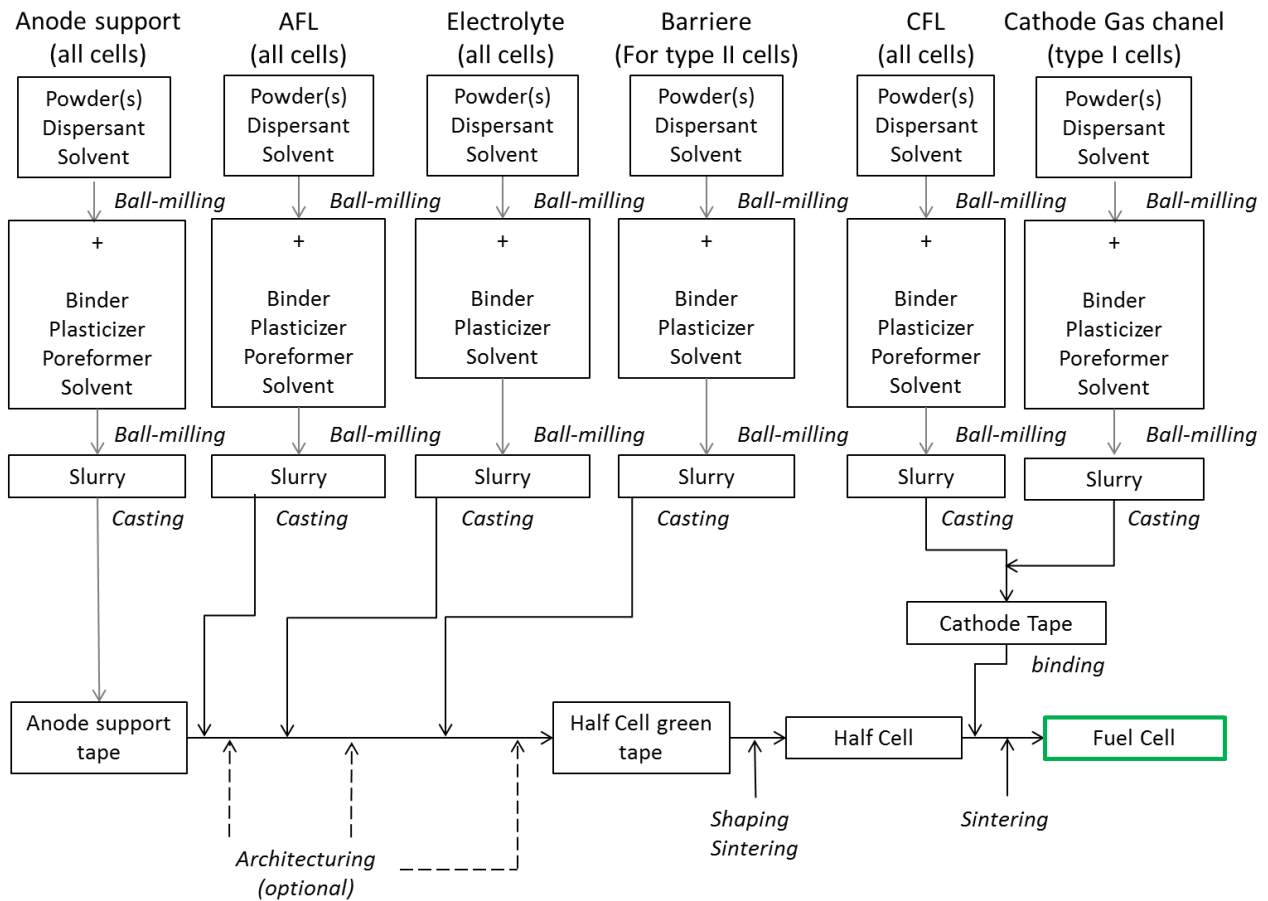 Anode support
(all cells)
AFL
(all cells)
Electrolyte
(all cells)
Barriere
(For type II cells)
CFL
(all cells)
Cathode Gas chanel
(type I cells)
Powder(s)
Dispersant
Solvent
Powder(s)
Dispersant
Solvent
Powder(s)
Dispersant
Solvent
Powder(s)
Dispersant
Solvent
Powder(s)
Dispersant
Solvent
Powder(s)
Dispersant
Solvent
Ball-milling
Ball-milling
Ball-milling
Ball-milling
Ball-milling
Ball-milling
+
Binder
Plasticizer
Poreformer
Solvent
+
Binder
Plasticizer
Poreformer
Solvent
+
Binder
Plasticizer
Solvent
+
Binder
Plasticizer
Solvent
+
Binder
Plasticizer
Poreformer
Solvent
+
Binder
Plasticizer
Poreformer
Solvent
Ball-milling
Ball-milling
Ball-milling
Ball-milling
Ball-milling
Ball-milling
Slurry
Slurry
Slurry
Slurry
Slurry
Slurry
Casting
Casting
Casting
Casting
Casting
Casting
Cathode Tape
binding
Anode support
tape
Half Cell green
tape
Half Cell
Fuel Cell
Architecturing
(optional)
Shaping
Sintering
Sintering